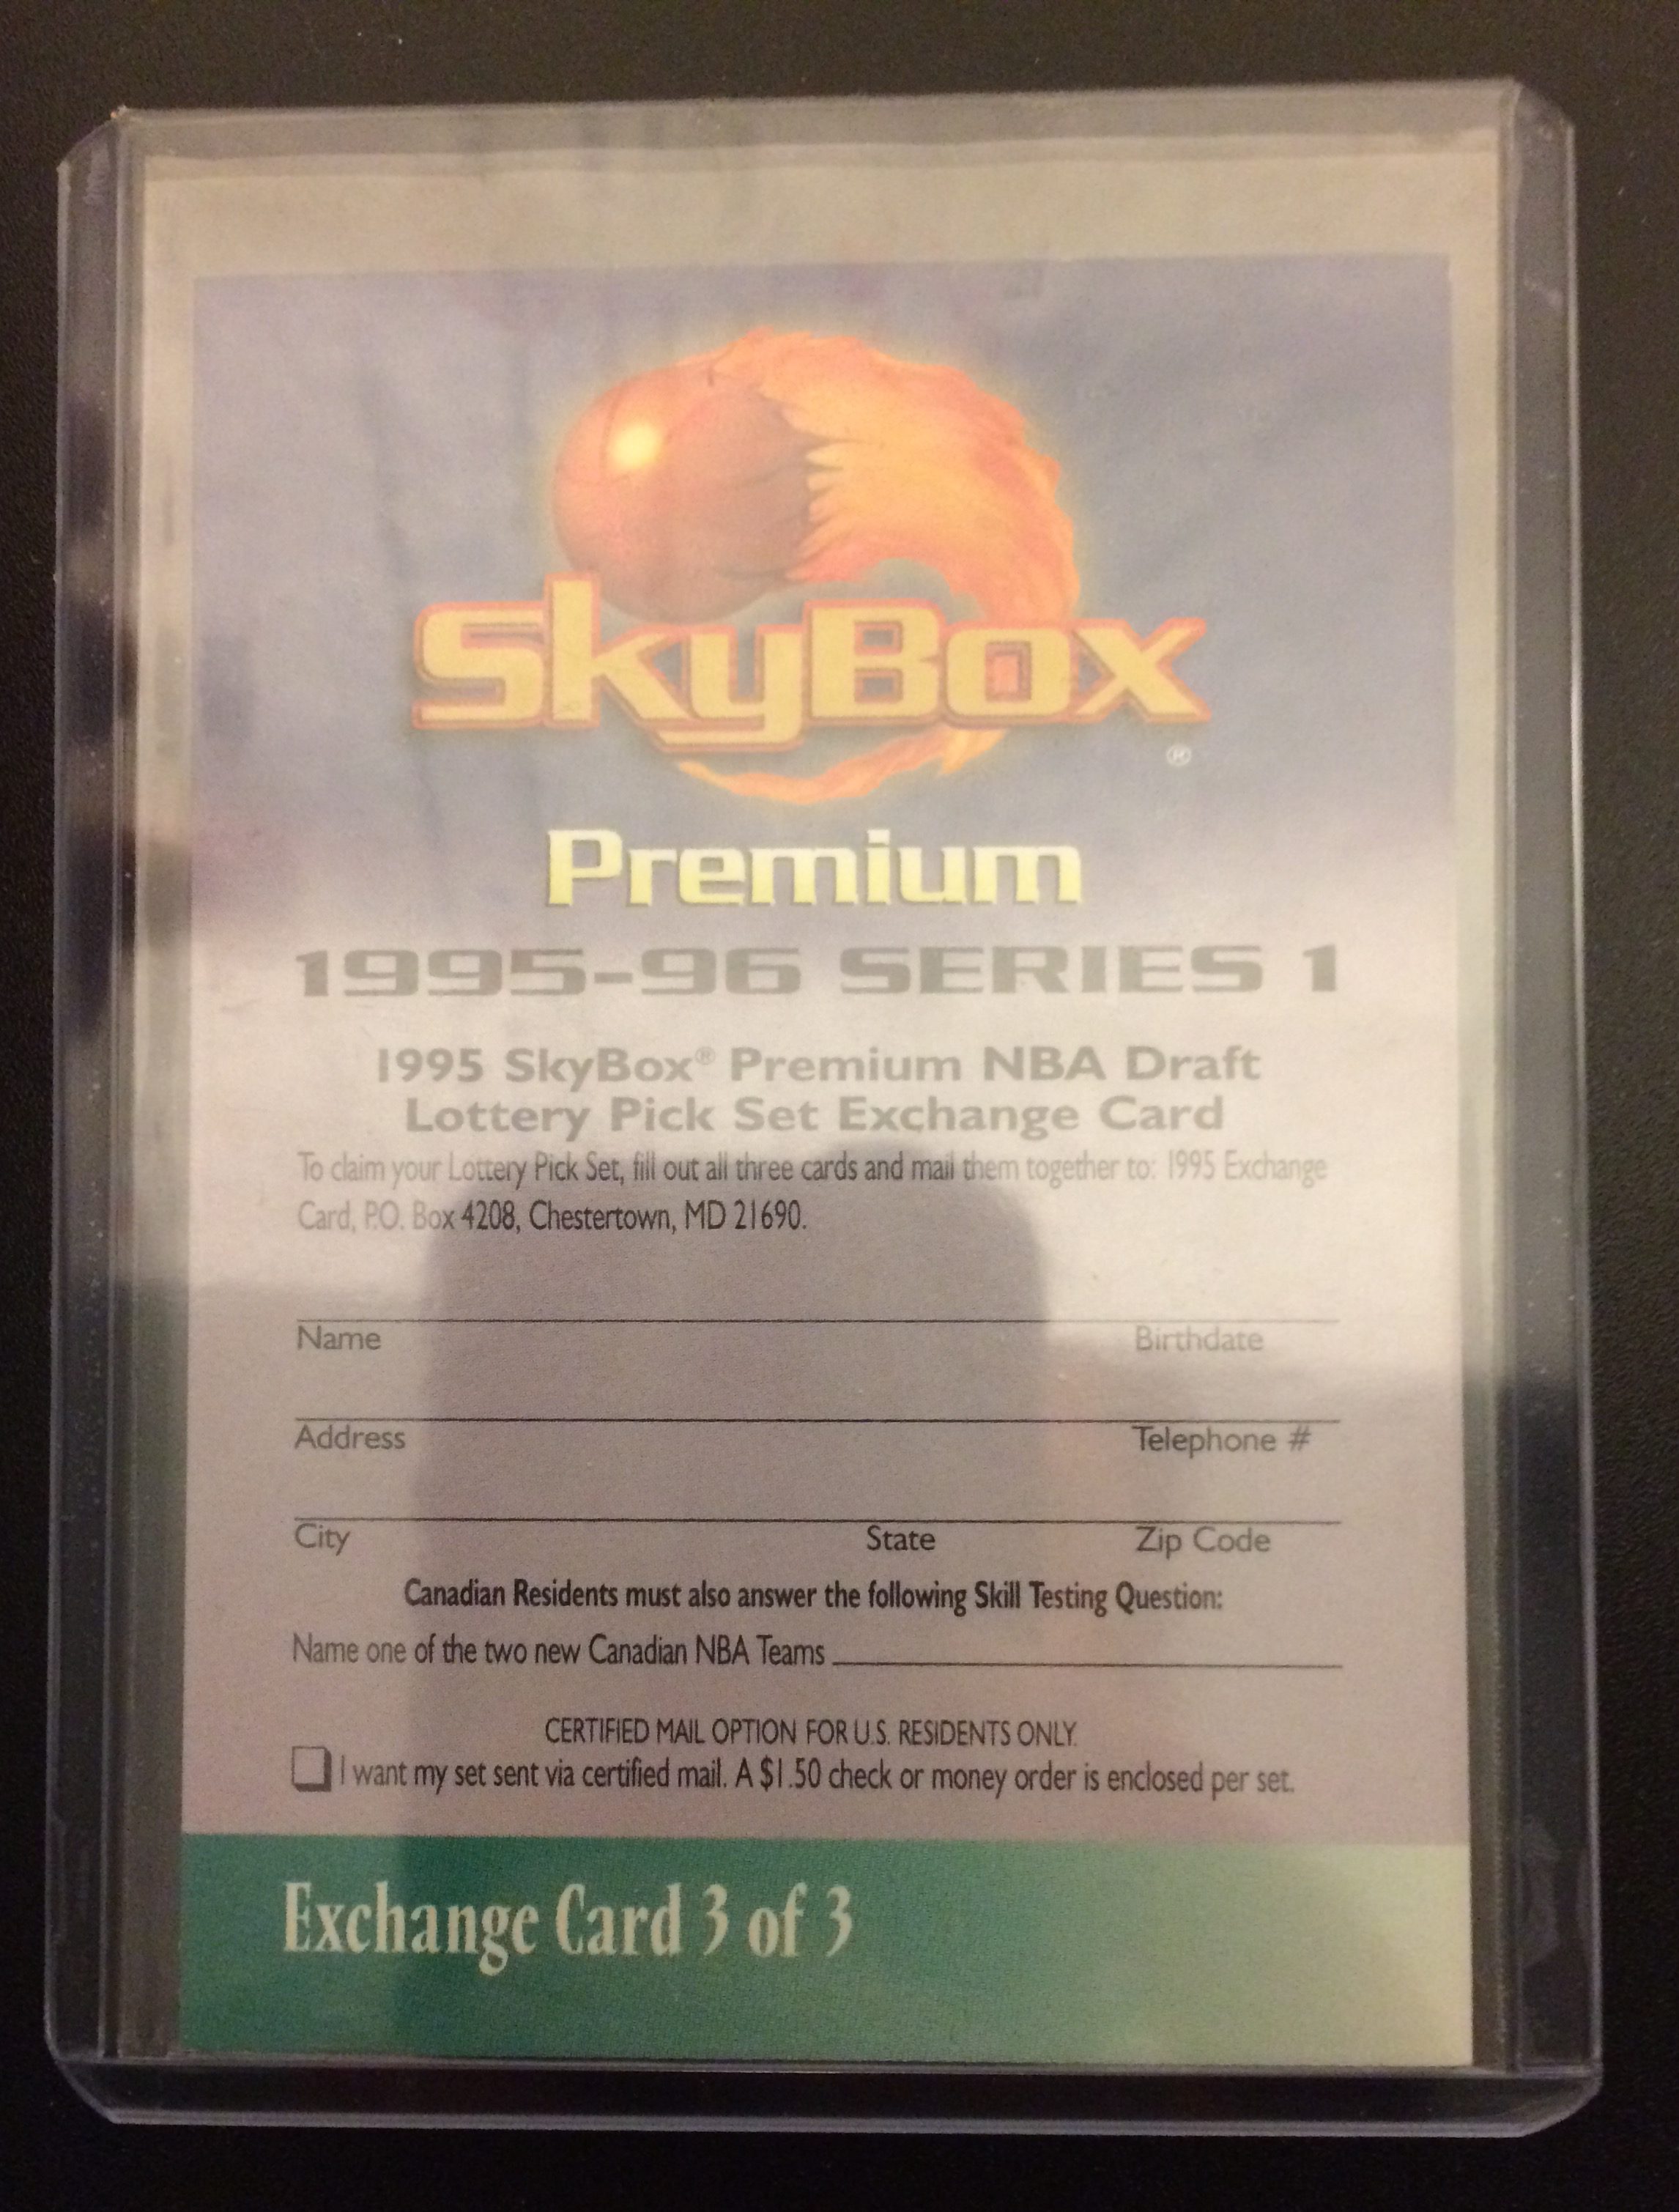 SkyBox®
Premium
1995-96 SERIES 1
1995 SkyBox® Premium NBA Draft
Lottery Pick Set Exchange Card
To claim your Lottery Pick Set, fill out all three cards and mail them together to: 1995 Exchange
Card, P.O. Box 4208, Chestertown, MD 21690.
Name Birthdate
Address Telephone #
City State Zip Code
Canadian Residents must also answer the following Skill Testing Question:
Name one of the two new Canadian NBA Teams
CERTIFIED MAIL OPTION FOR U.S. RESIDENTS ONLY.
I want my set sent via certified mail. A $1.50 check or money order is enclosed per set.
Exchange Card 3 of 3